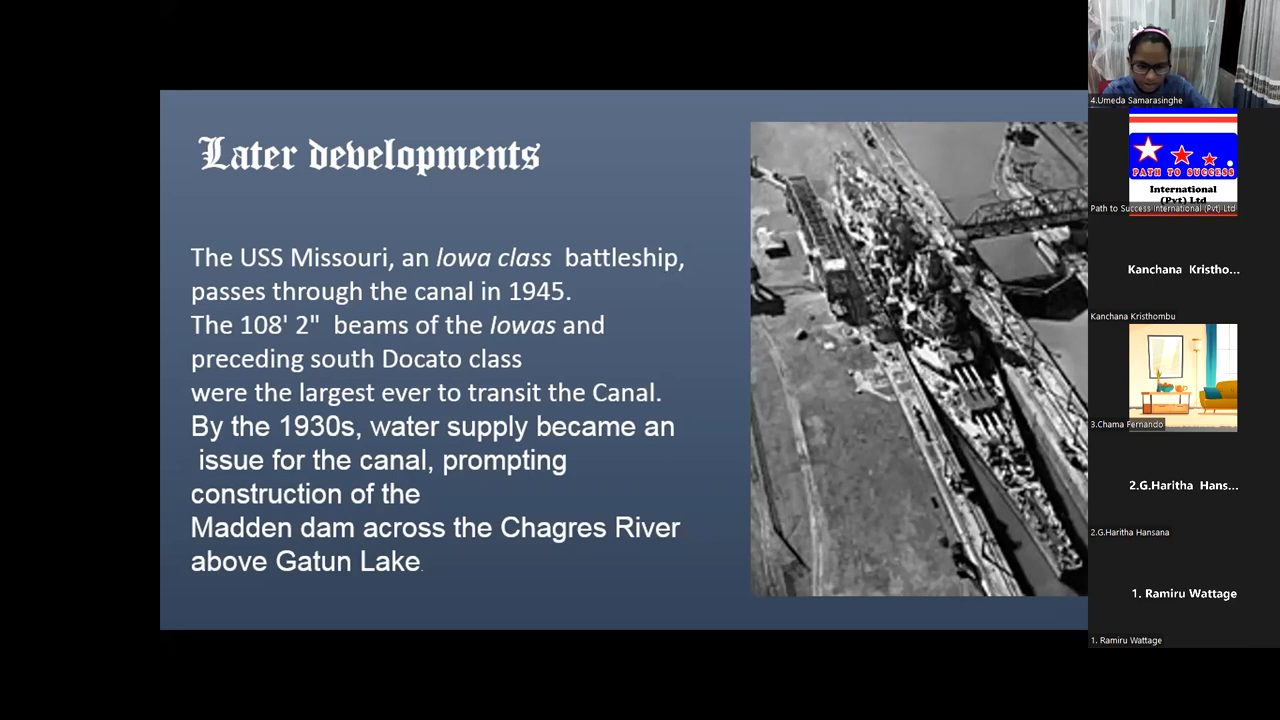 Later developments
The USS Missouri, an Iowa class battleship,
passes through the canal in 1945.
The 108' 2" beams of the Iowas and
preceding south Docato class
were the largest ever to transit the Canal.
By the 1930s, water supply became an
issue for the canal, prompting
construction of the
Madden dam across the Chagres River
above Gatun Lake.
4.Umeda Samarasinghe
PATH TO SUCCESS
International
(Pvt) Ltd
Path to Success International (Pvt) Ltd
Kanchana Kristho...
Kanchana Kristhombu
3.Chama Fernando
2.G.Haritha Hans...
2.G.Haritha Hansana
1. Ramiru Wattage
1. Ramiru Wattage